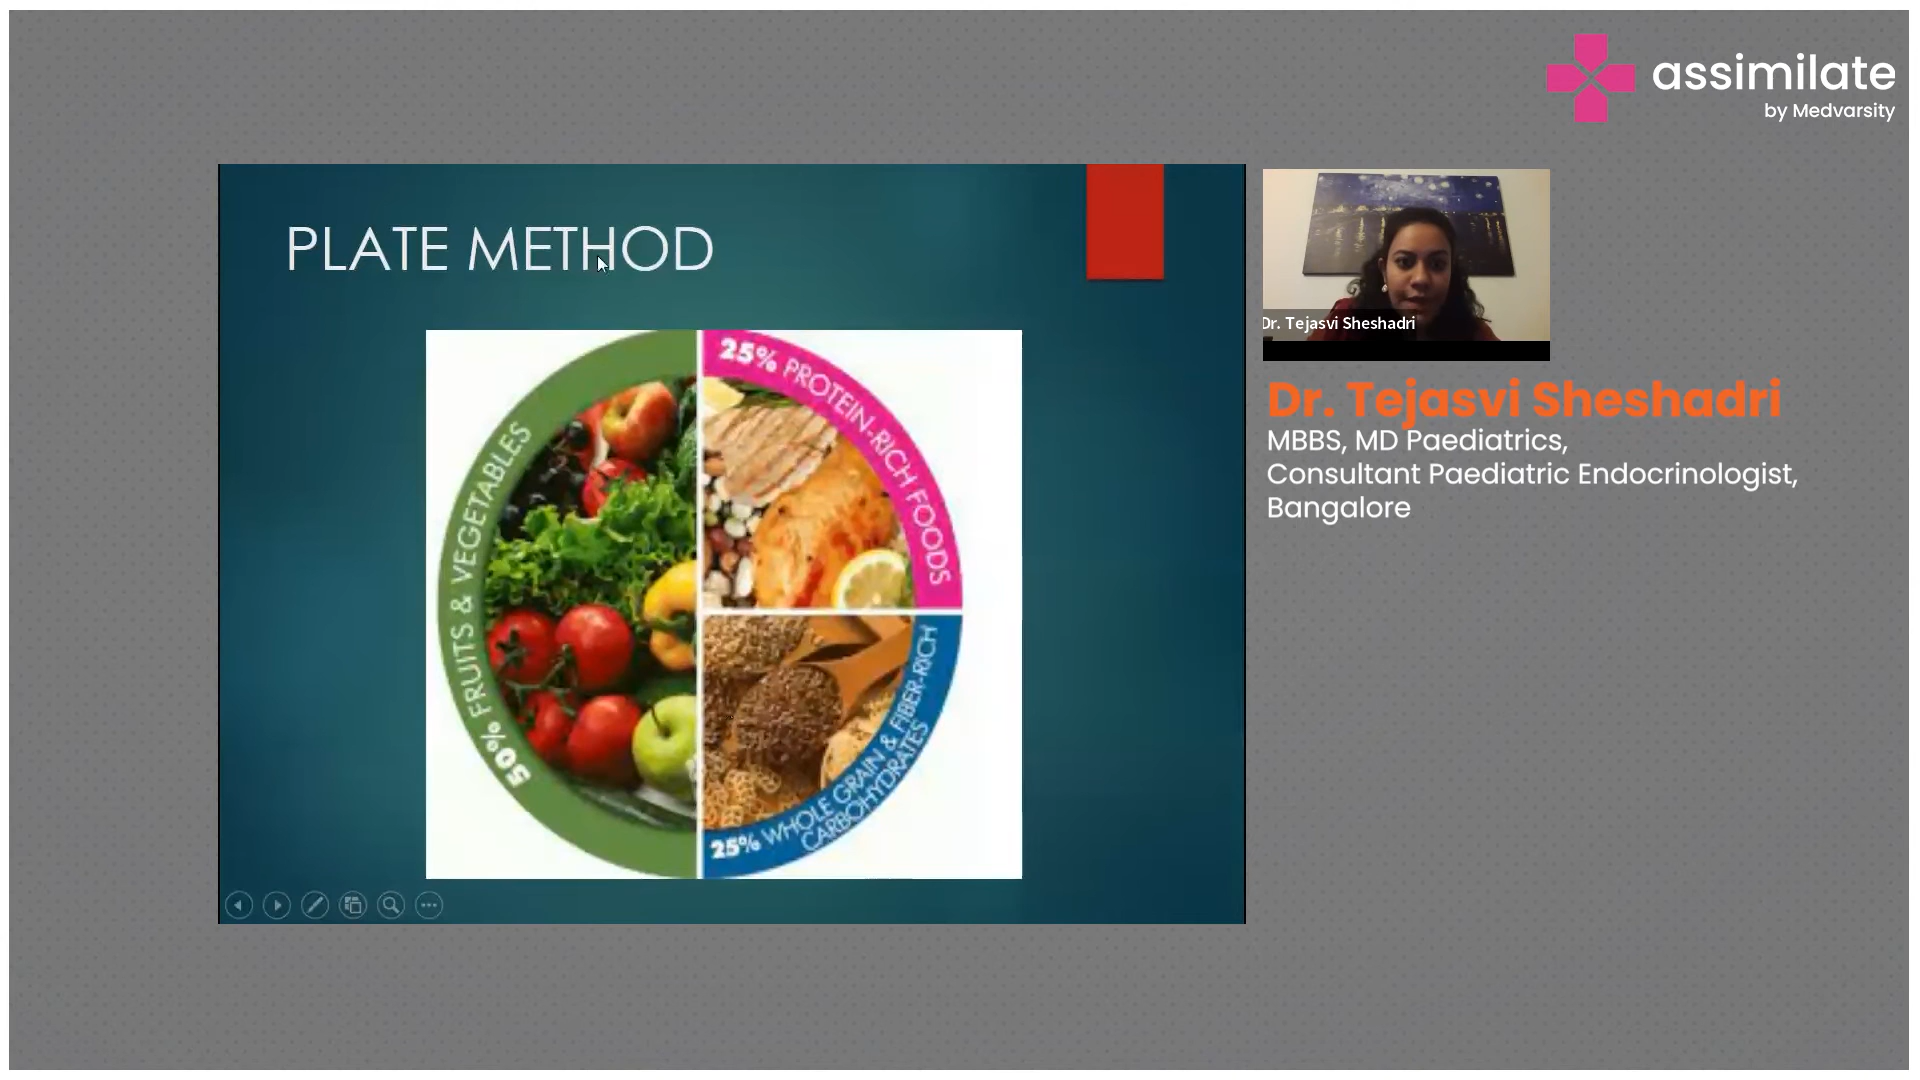 assimilate
by Medvarsity
PLATE METHOD
50% FRUITS & VEGETABLES
25% PROTEIN-RICH FOODS
25% WHOLE GRAIN & FIBER-RICH
CARBOHYDRATES
Dr. Tejasvi Sheshadri
Dr. Tejasvi Sheshadri
MBBS, MD Paediatrics,
Consultant Paediatric Endocrinologist,
Bangalore